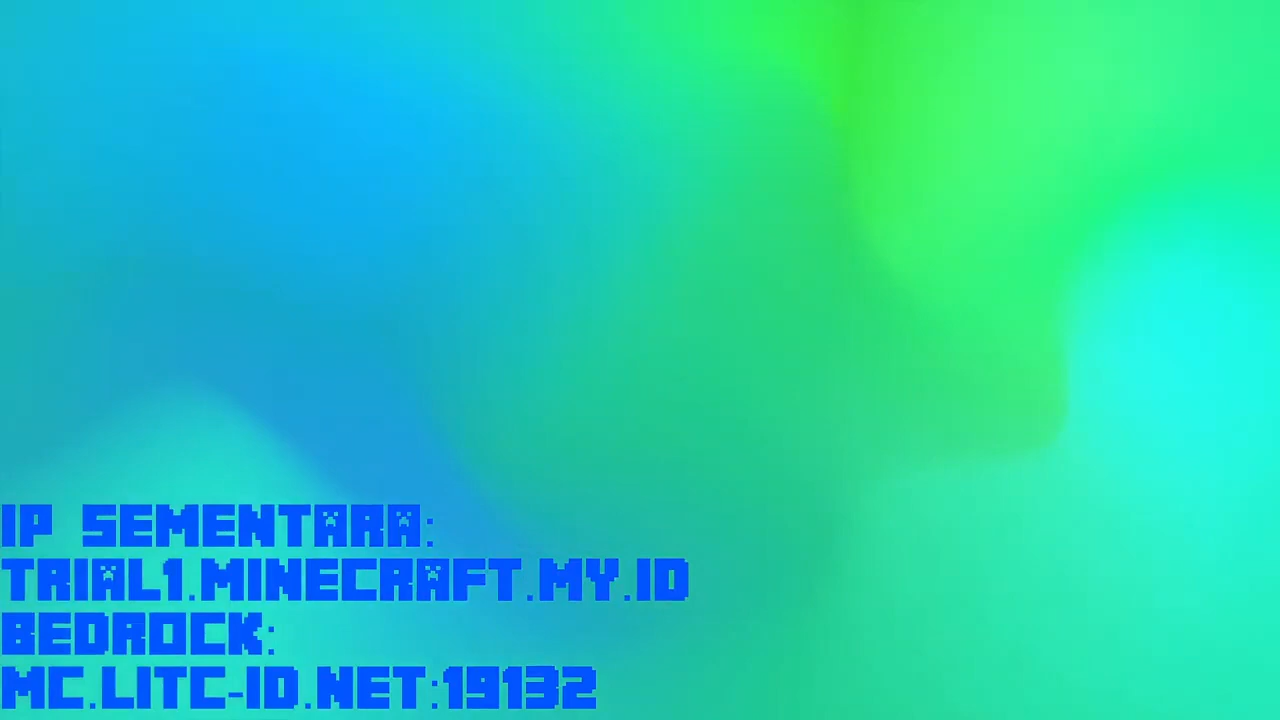 IP SEMENTARA:
TRIAL1.MINECRAFT.MY.ID
BEDROCK:
MC.LITC-ID.NET:19132